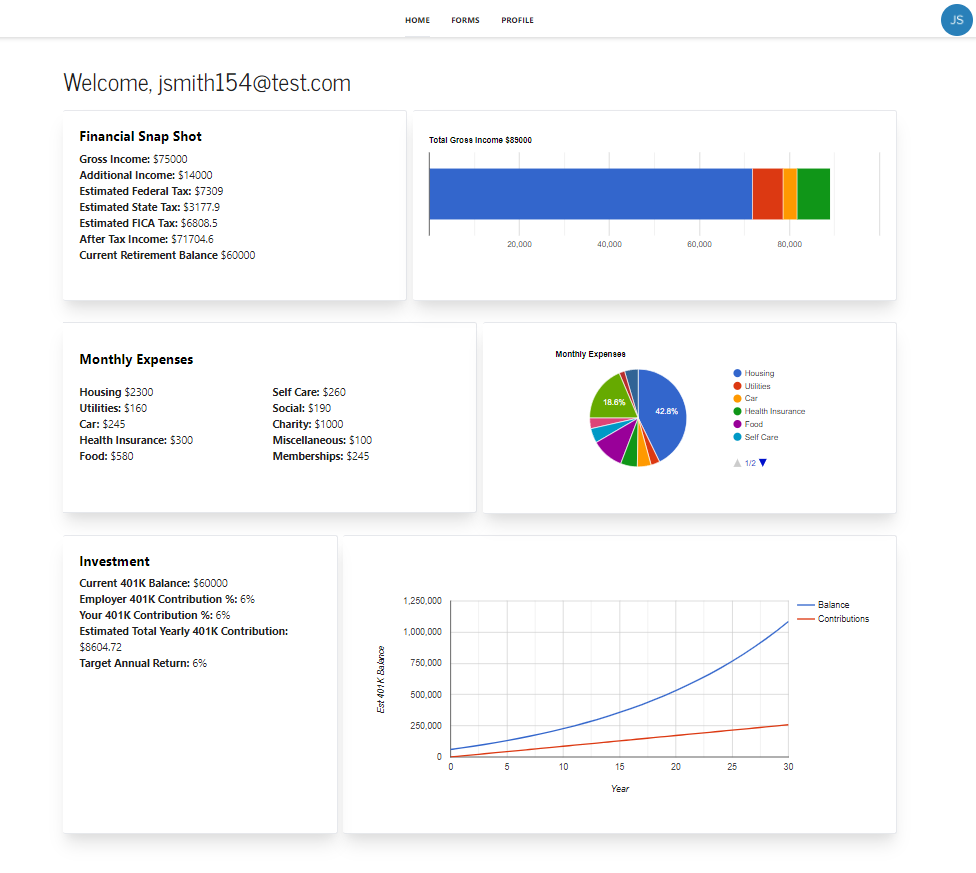 HOME FORMS PROFILE
JS
Welcome, jsmith154@test.com
Financial Snap Shot
Gross Income: $75000
Additional Income: $14000
Estimated Federal Tax: $7309
Estimated State Tax: $3177.9
Estimated FICA Tax: $6808.5
After Tax Income: $71704.6
Current Retirement Balance $60000
Total Gross Income $89000
20,000 40,000 60,000 80,000
Monthly Expenses
Housing $2300
Utilities: $160
Car: $245
Health Insurance: $300
Food: $580
Self Care: $260
Social: $190
Charity: $1000
Miscellaneous: $100
Memberships: $245
Monthly Expenses
18.6%
42.8%
Housing
Utilities
Car
Health Insurance
Food
Self Care
1/2
Investment
Current 401K Balance: $60000
Employer 401K Contribution %: 6%
Your 401K Contribution %: 6%
Estimated Total Yearly 401K Contribution:
$8604.72
Target Annual Return: 6%
Est 401K Balance
1,250,000
1,000,000
750,000
500,000
250,000
0
0 5 10 15 20 25 30
Year
Balance
Contributions